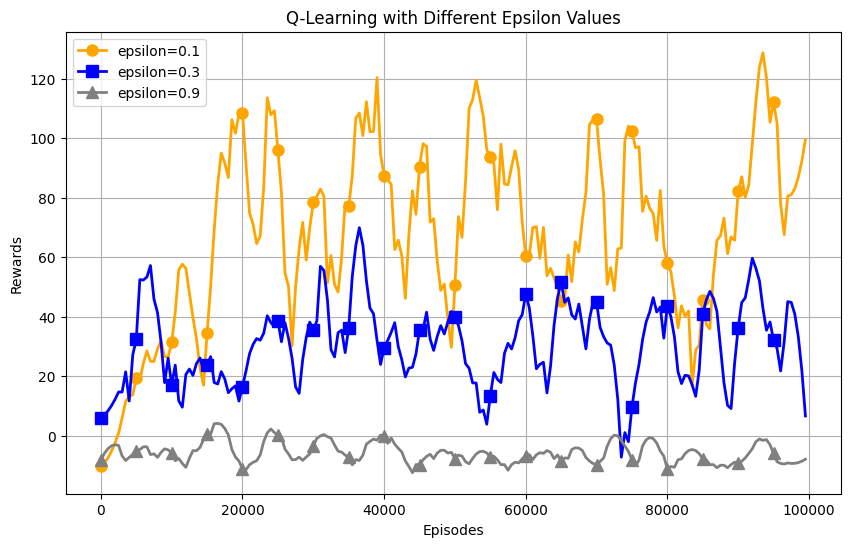 Q-Learning with Different Epsilon Values
epsilon=0.1
epsilon=0.3
epsilon=0.9
Rewards
120
100
80
60
40
20
0
0 20000 40000 60000 80000 100000
Episodes